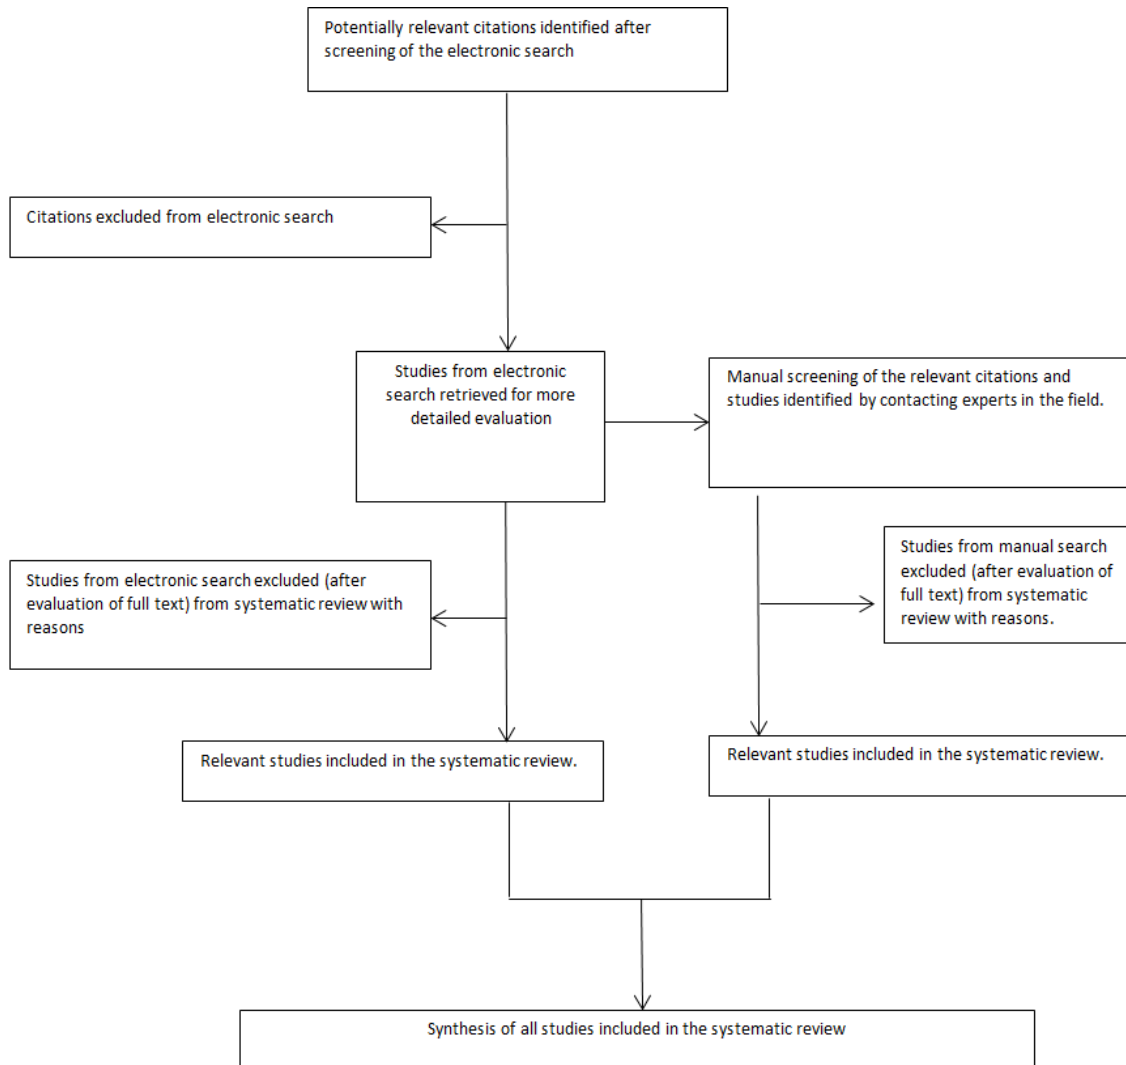 Potentially relevant citations identified after
screening of the electronic search
Citations excluded from electronic search
Studies from electronic
search retrieved for more
detailed evaluation
Manual screening of the relevant citations and
studies identified by contacting experts in the field.
Studies from electronic search excluded (after
evaluation of full text) from systematic review with
reasons
Studies from manual search
excluded (after evaluation of
full text) from systematic
review with reasons.
Relevant studies included in the systematic review.
Relevant studies included in the systematic review.
Synthesis of all studies included in the systematic review